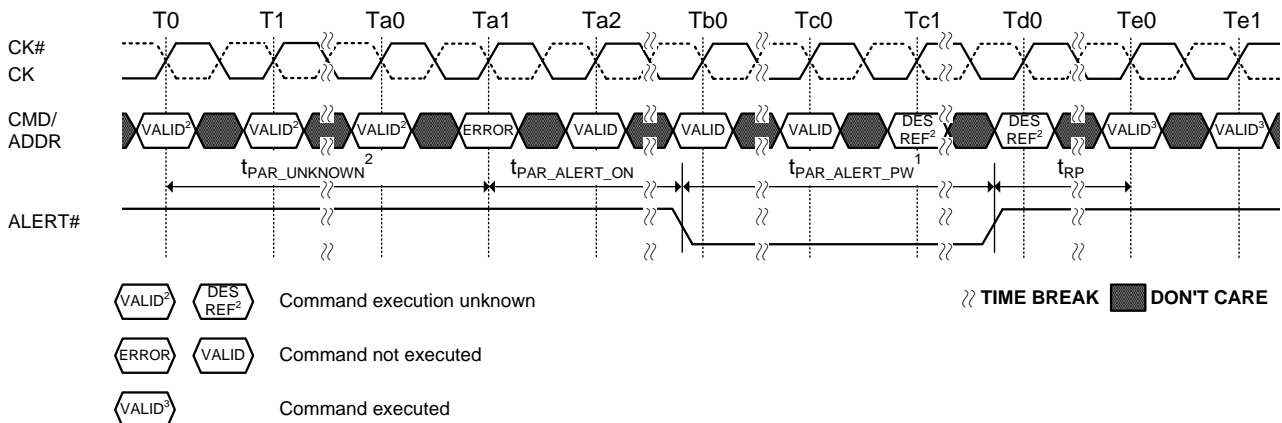 T0 T1 Ta0 Ta1 Ta2 Tb0 Tc0 Tc1 Td0 Te0 Te1
CK#
CK
CMD/
ADDR
VALID² VALID² VALID² ERROR VALID VALID VALID DES REF² DES REF² VALID³ VALID³
tPAR_UNKNOWN² tPAR_ALERT_ON tPAR_ALERT_PW¹ tRP
ALERT#
VALID² DES REF² Command execution unknown
TIME BREAK DON'T CARE
ERROR VALID Command not executed
VALID³ Command executed